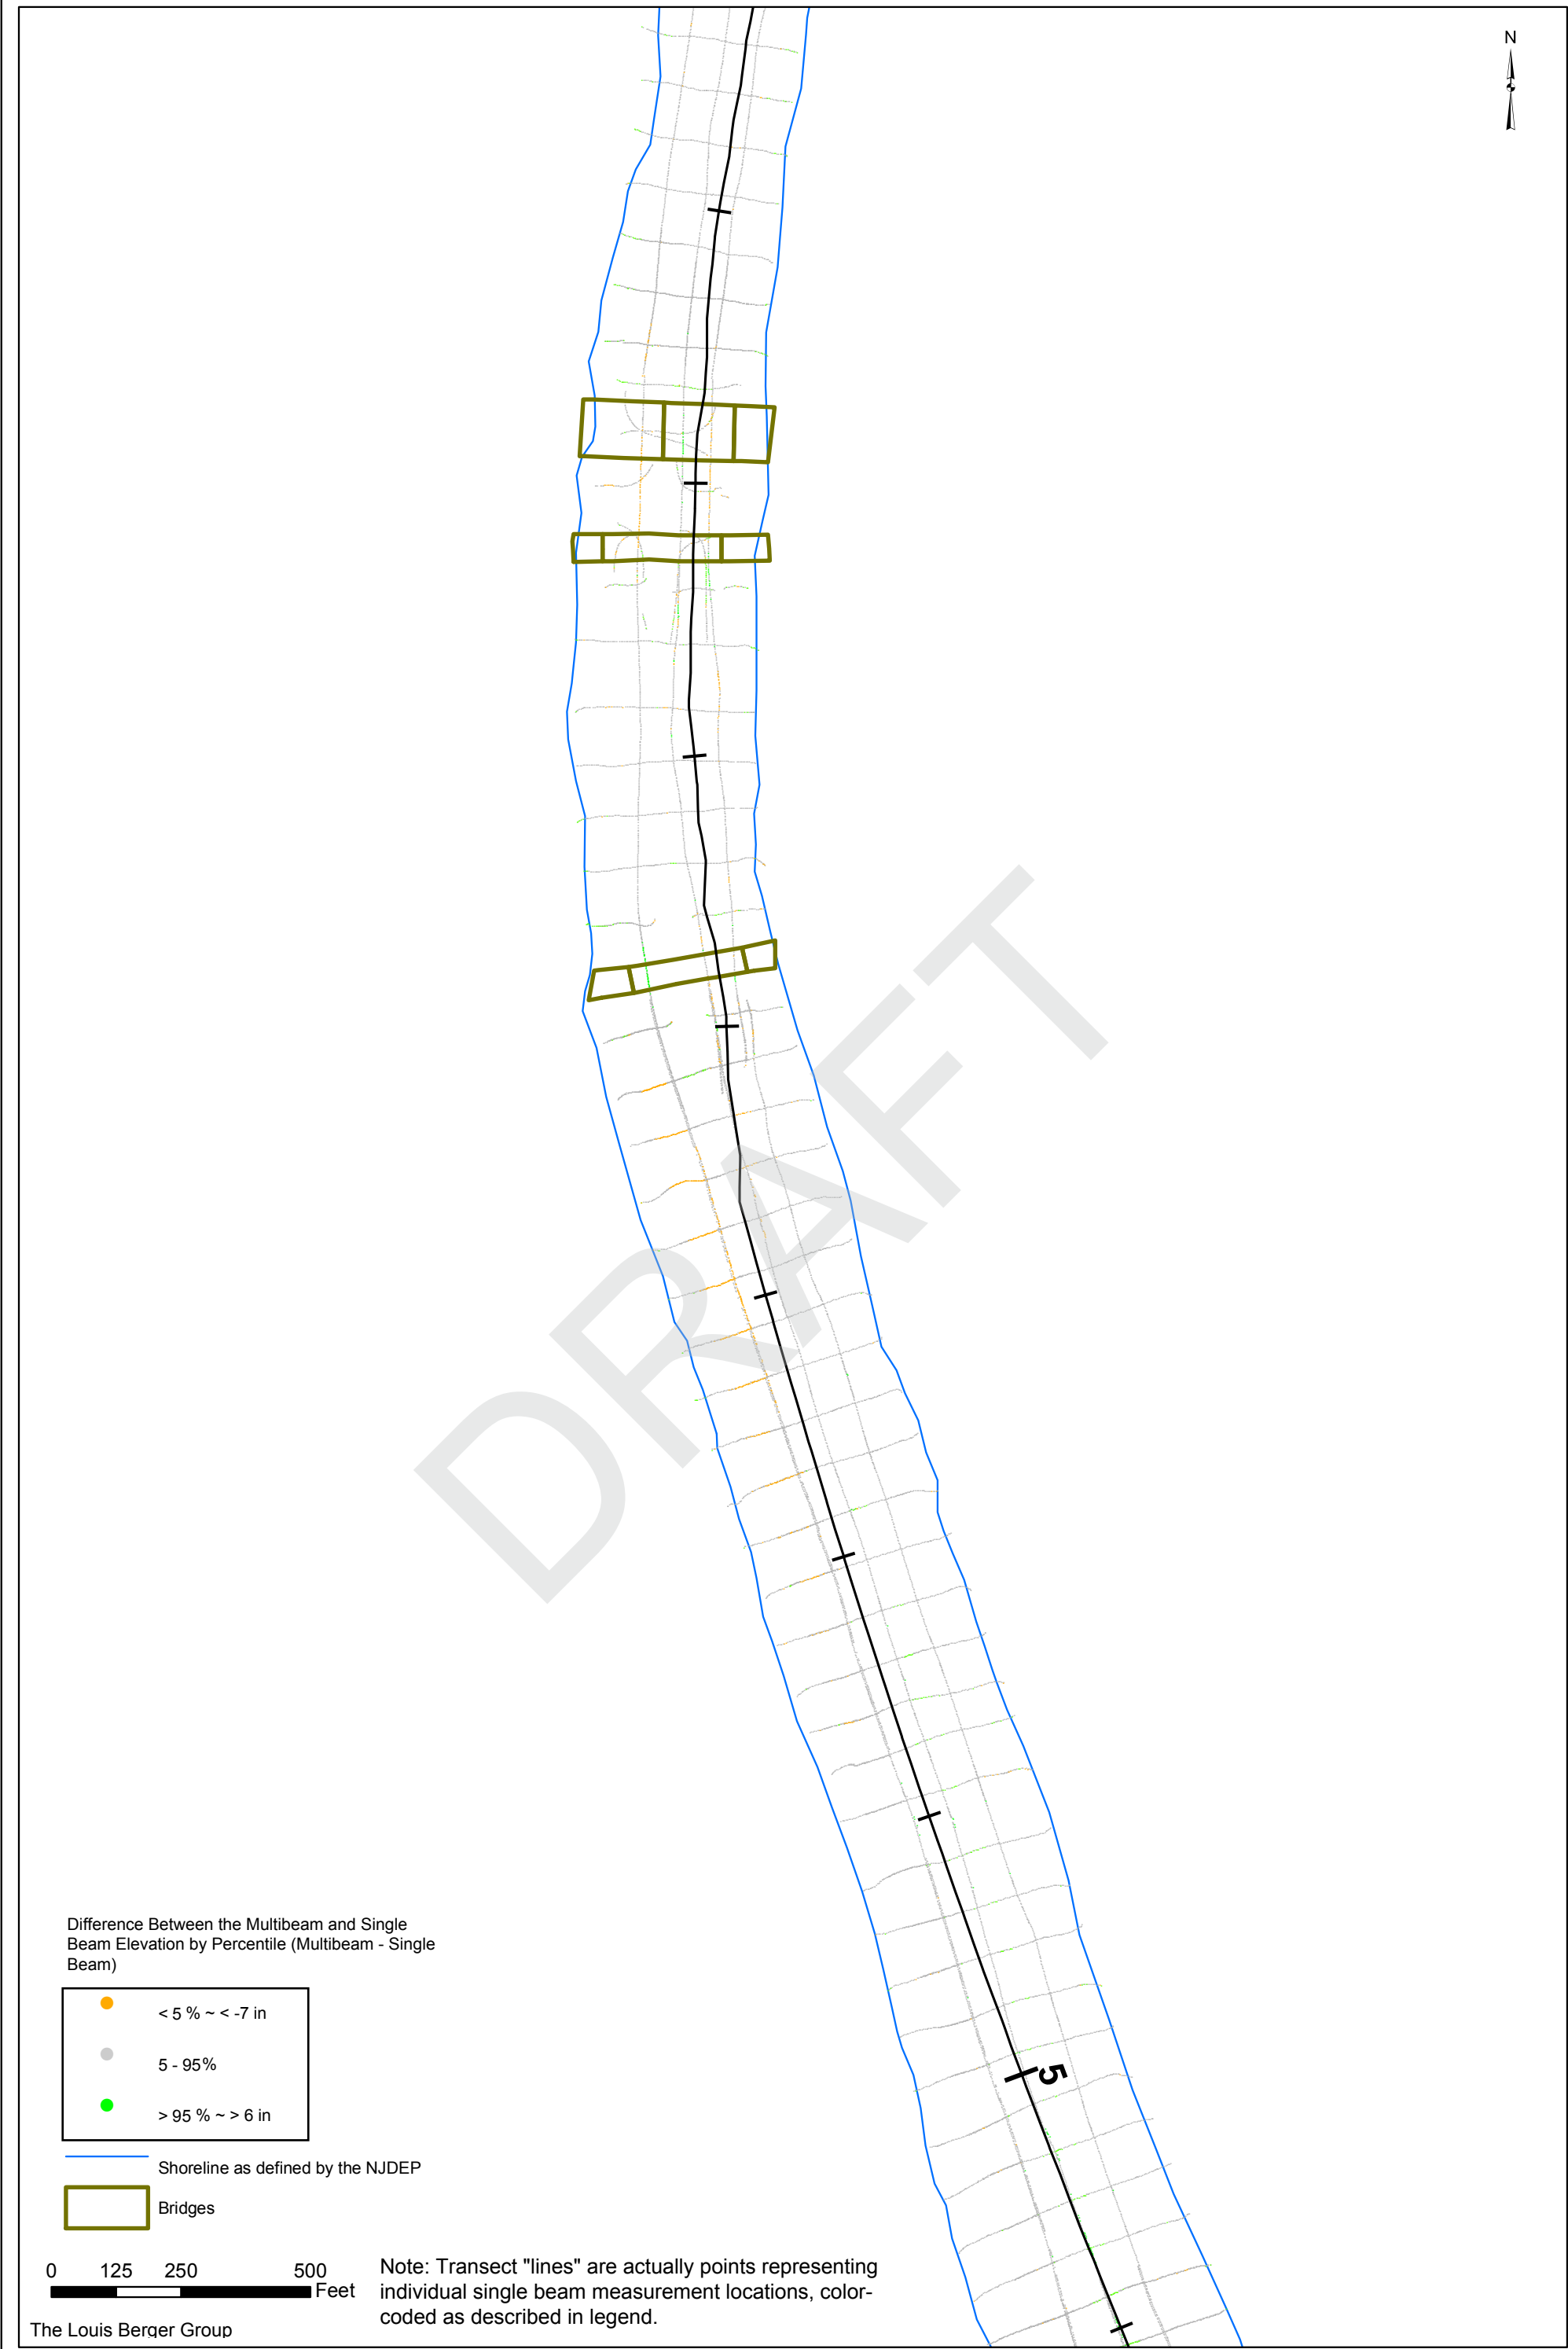 N
DRAFT
5
Difference Between the Multibeam and Single
Beam Elevation by Percentile (Multibeam - Single
Beam)
< 5 % ~ < -7 in
5 - 95%
> 95 % ~ > 6 in
Shoreline as defined by the NJDEP
Bridges
0 125 250 500
Feet
Note: Transect "lines" are actually points representing
individual single beam measurement locations, color-
coded as described in legend.
The Louis Berger Group